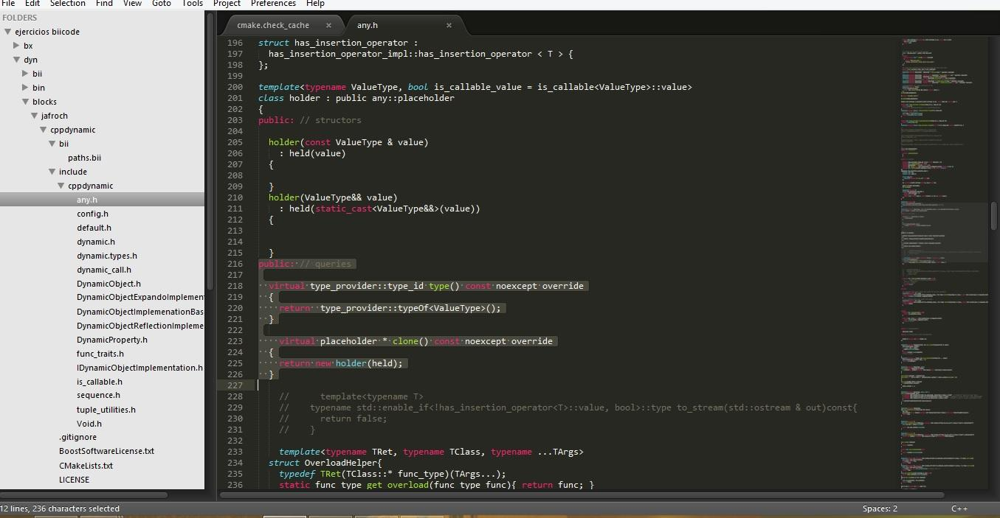 File Edit Selection Find View Goto Tools Project Preferences Help
FOLDERS
ejercicios biicode
bx
dyn
bii
bin
blocks
jafroch
cppdynamic
bii
paths.bii
include
cppdynamic
any.h
config.h
default.h
dynamic.h
dynamic.types.h
dynamic_call.h
DynamicObject.h
DynamicObjectExpandoImplemen
DynamicObjectImplemenationBas
DynamicObjectReflectionImpleme
DynamicProperty.h
func_traits.h
IDynamicObjectImplementation.h
is_callable.h
sequence.h
tuple_utilities.h
Void.h
.gitignore
BoostSoftwareLicense.txt
CMakeLists.txt
LICENSE
cmake.check_cache × any.h ×
196 struct has_insertion_operator :
197 has_insertion_operator_impl::has_insertion_operator < T > {
198 };
199
200 template<typename ValueType, bool is_callable_value = is_callable<ValueType>::value>
201 class holder : public any::placeholder
202 {
203 public: // structors
204
205 holder(const ValueType & value)
206 : held(value)
207 {
208
209 }
210 holder(ValueType&& value)
211 : held(static_cast<ValueType&&>(value))
212 {
213
214
215 }
216 public: // queries
217
218 virtual type_provider::type_id type() const noexcept override
219 {
220 return type_provider::typeOf<ValueType>();
221 }
222
223 virtual placeholder * clone() const noexcept override
224 {
225 return new holder(held);
226 }
227
228 // template<typename T>
229 // typename std::enable_if<!has_insertion_operator<T>::value, bool>::type to_stream(std::ostream & out)const{
230 // return false;
231 // }
232
233 template<typename TRet, typename TClass, typename ...TArgs>
234 struct OverloadHelper{
235 typedef TRet(TClass::* func_type)(TArgs...);
236 static func_type get_overload(func_type func){ return func; }
12 lines, 236 characters selected
Spaces: 2
C++